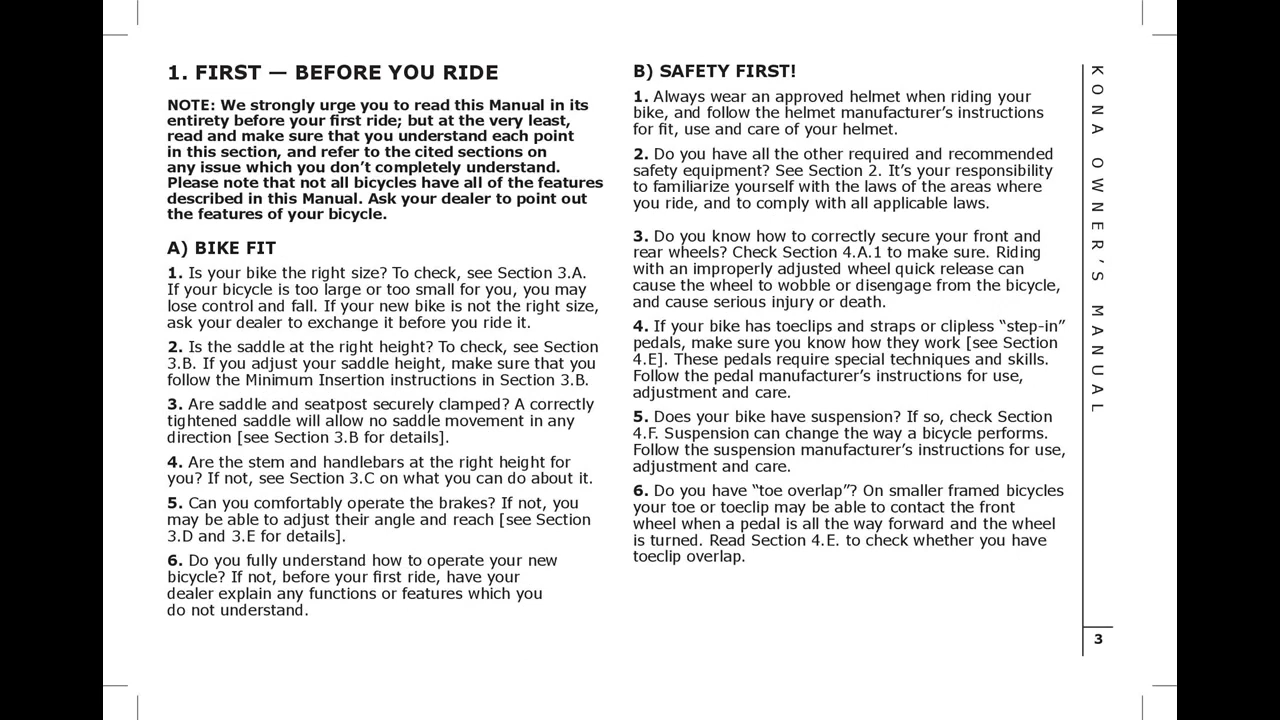 1. FIRST — BEFORE YOU RIDE
NOTE: We strongly urge you to read this Manual in its
entirety before your first ride; but at the very least,
read and make sure that you understand each point
in this section, and refer to the cited sections on
any issue which you don’t completely understand.
Please note that not all bicycles have all of the features
described in this Manual. Ask your dealer to point out
the features of your bicycle.
A) BIKE FIT
1. Is your bike the right size? To check, see Section 3.A.
If your bicycle is too large or too small for you, you may
lose control and fall. If your new bike is not the right size,
ask your dealer to exchange it before you ride it.
2. Is the saddle at the right height? To check, see Section
3.B. If you adjust your saddle height, make sure that you
follow the Minimum Insertion instructions in Section 3.B.
3. Are saddle and seatpost securely clamped? A correctly
tightened saddle will allow no saddle movement in any
direction [see Section 3.B for details].
4. Are the stem and handlebars at the right height for
you? If not, see Section 3.C on what you can do about it.
5. Can you comfortably operate the brakes? If not, you
may be able to adjust their angle and reach [see Section
3.D and 3.E for details].
6. Do you fully understand how to operate your new
bicycle? If not, before your first ride, have your
dealer explain any functions or features which you
do not understand.
B) SAFETY FIRST!
1. Always wear an approved helmet when riding your
bike, and follow the helmet manufacturer’s instructions
for fit, use and care of your helmet.
2. Do you have all the other required and recommended
safety equipment? See Section 2. It’s your responsibility
to familiarize yourself with the laws of the areas where
you ride, and to comply with all applicable laws.
3. Do you know how to correctly secure your front and
rear wheels? Check Section 4.A.1 to make sure. Riding
with an improperly adjusted wheel quick release can
cause the wheel to wobble or disengage from the bicycle,
and cause serious injury or death.
4. If your bike has toeclips and straps or clipless “step-in”
pedals, make sure you know how they work [see Section
4.E]. These pedals require special techniques and skills.
Follow the pedal manufacturer’s instructions for use,
adjustment and care.
5. Does your bike have suspension? If so, check Section
4.F. Suspension can change the way a bicycle performs.
Follow the suspension manufacturer’s instructions for use,
adjustment and care.
6. Do you have “toe overlap”? On smaller framed bicycles
your toe or toeclip may be able to contact the front
wheel when a pedal is all the way forward and the wheel
is turned. Read Section 4.E. to check whether you have
toeclip overlap.
KONA OWNER’S MANUAL
3